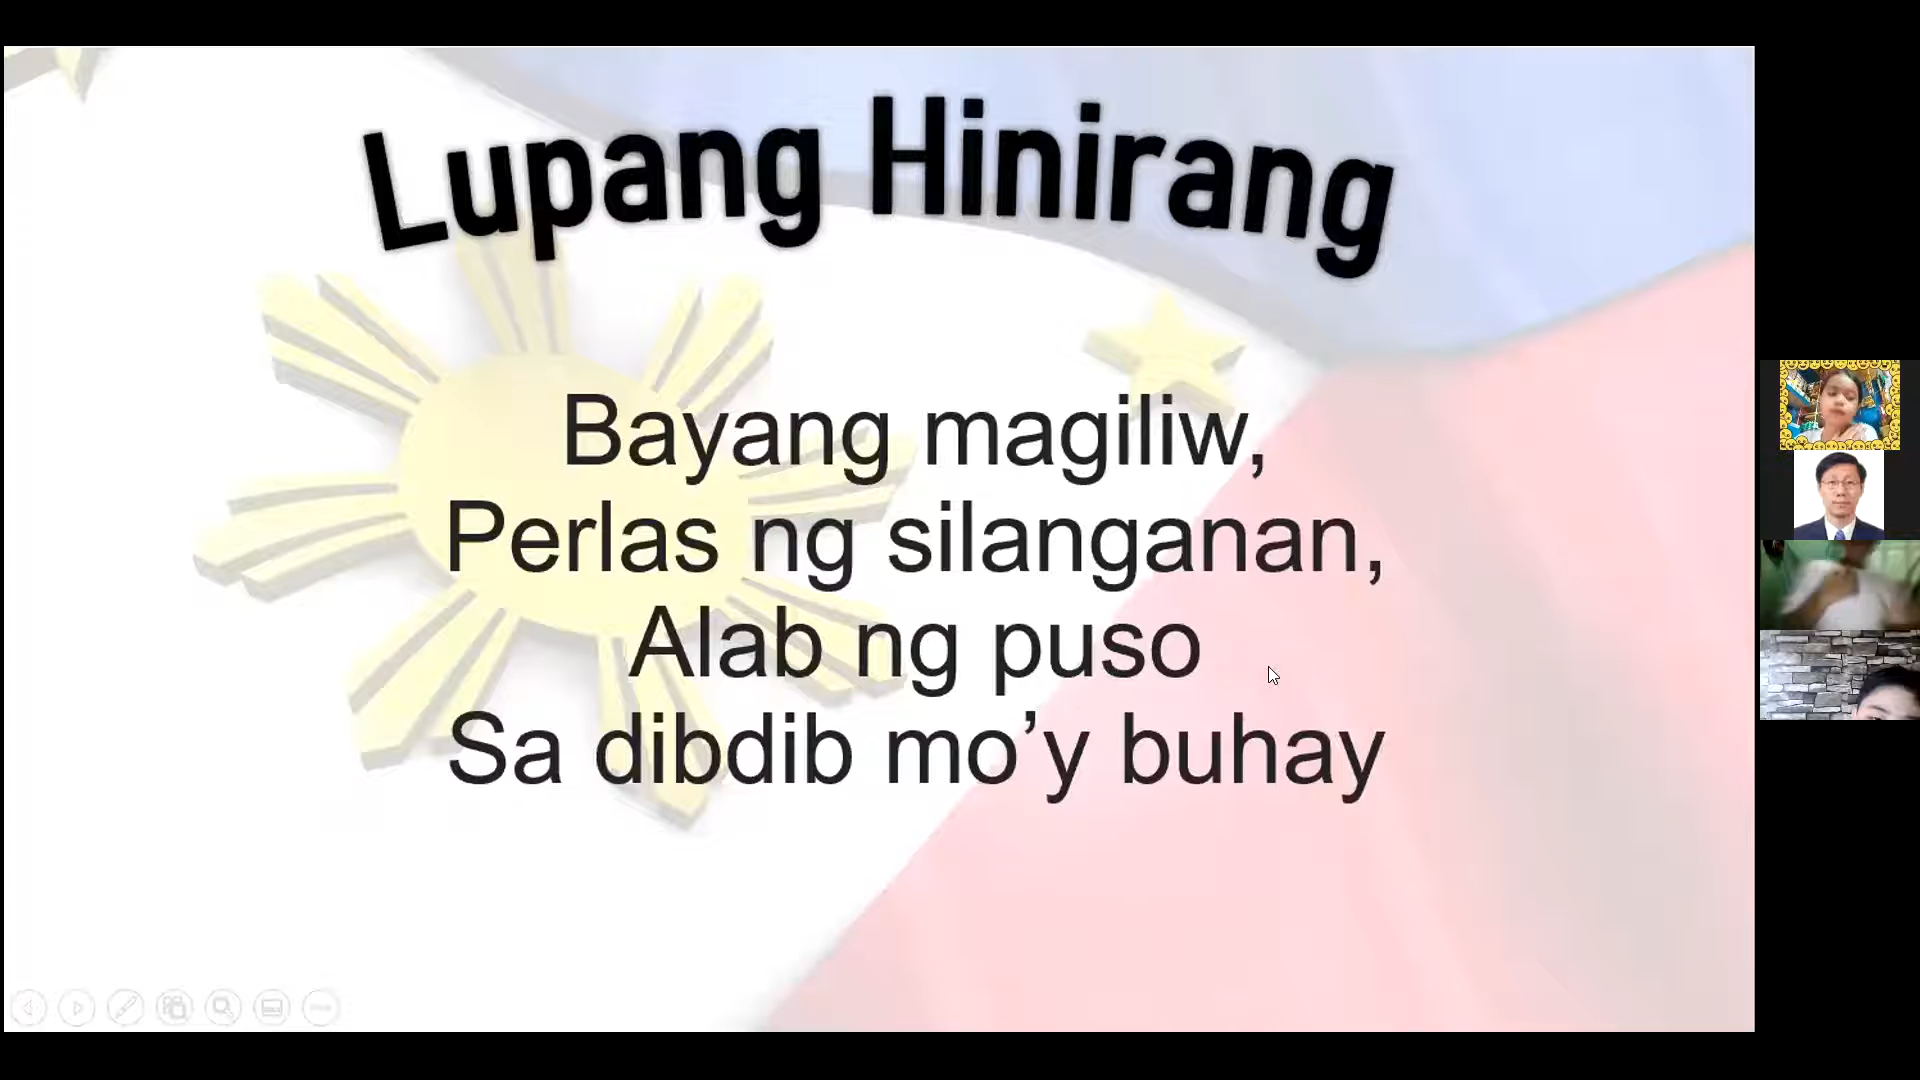 Lupang Hinirang
Bayang magiliw,
Perlas ng silanganan,
Alab ng puso
Sa dibdib mo’y buhay